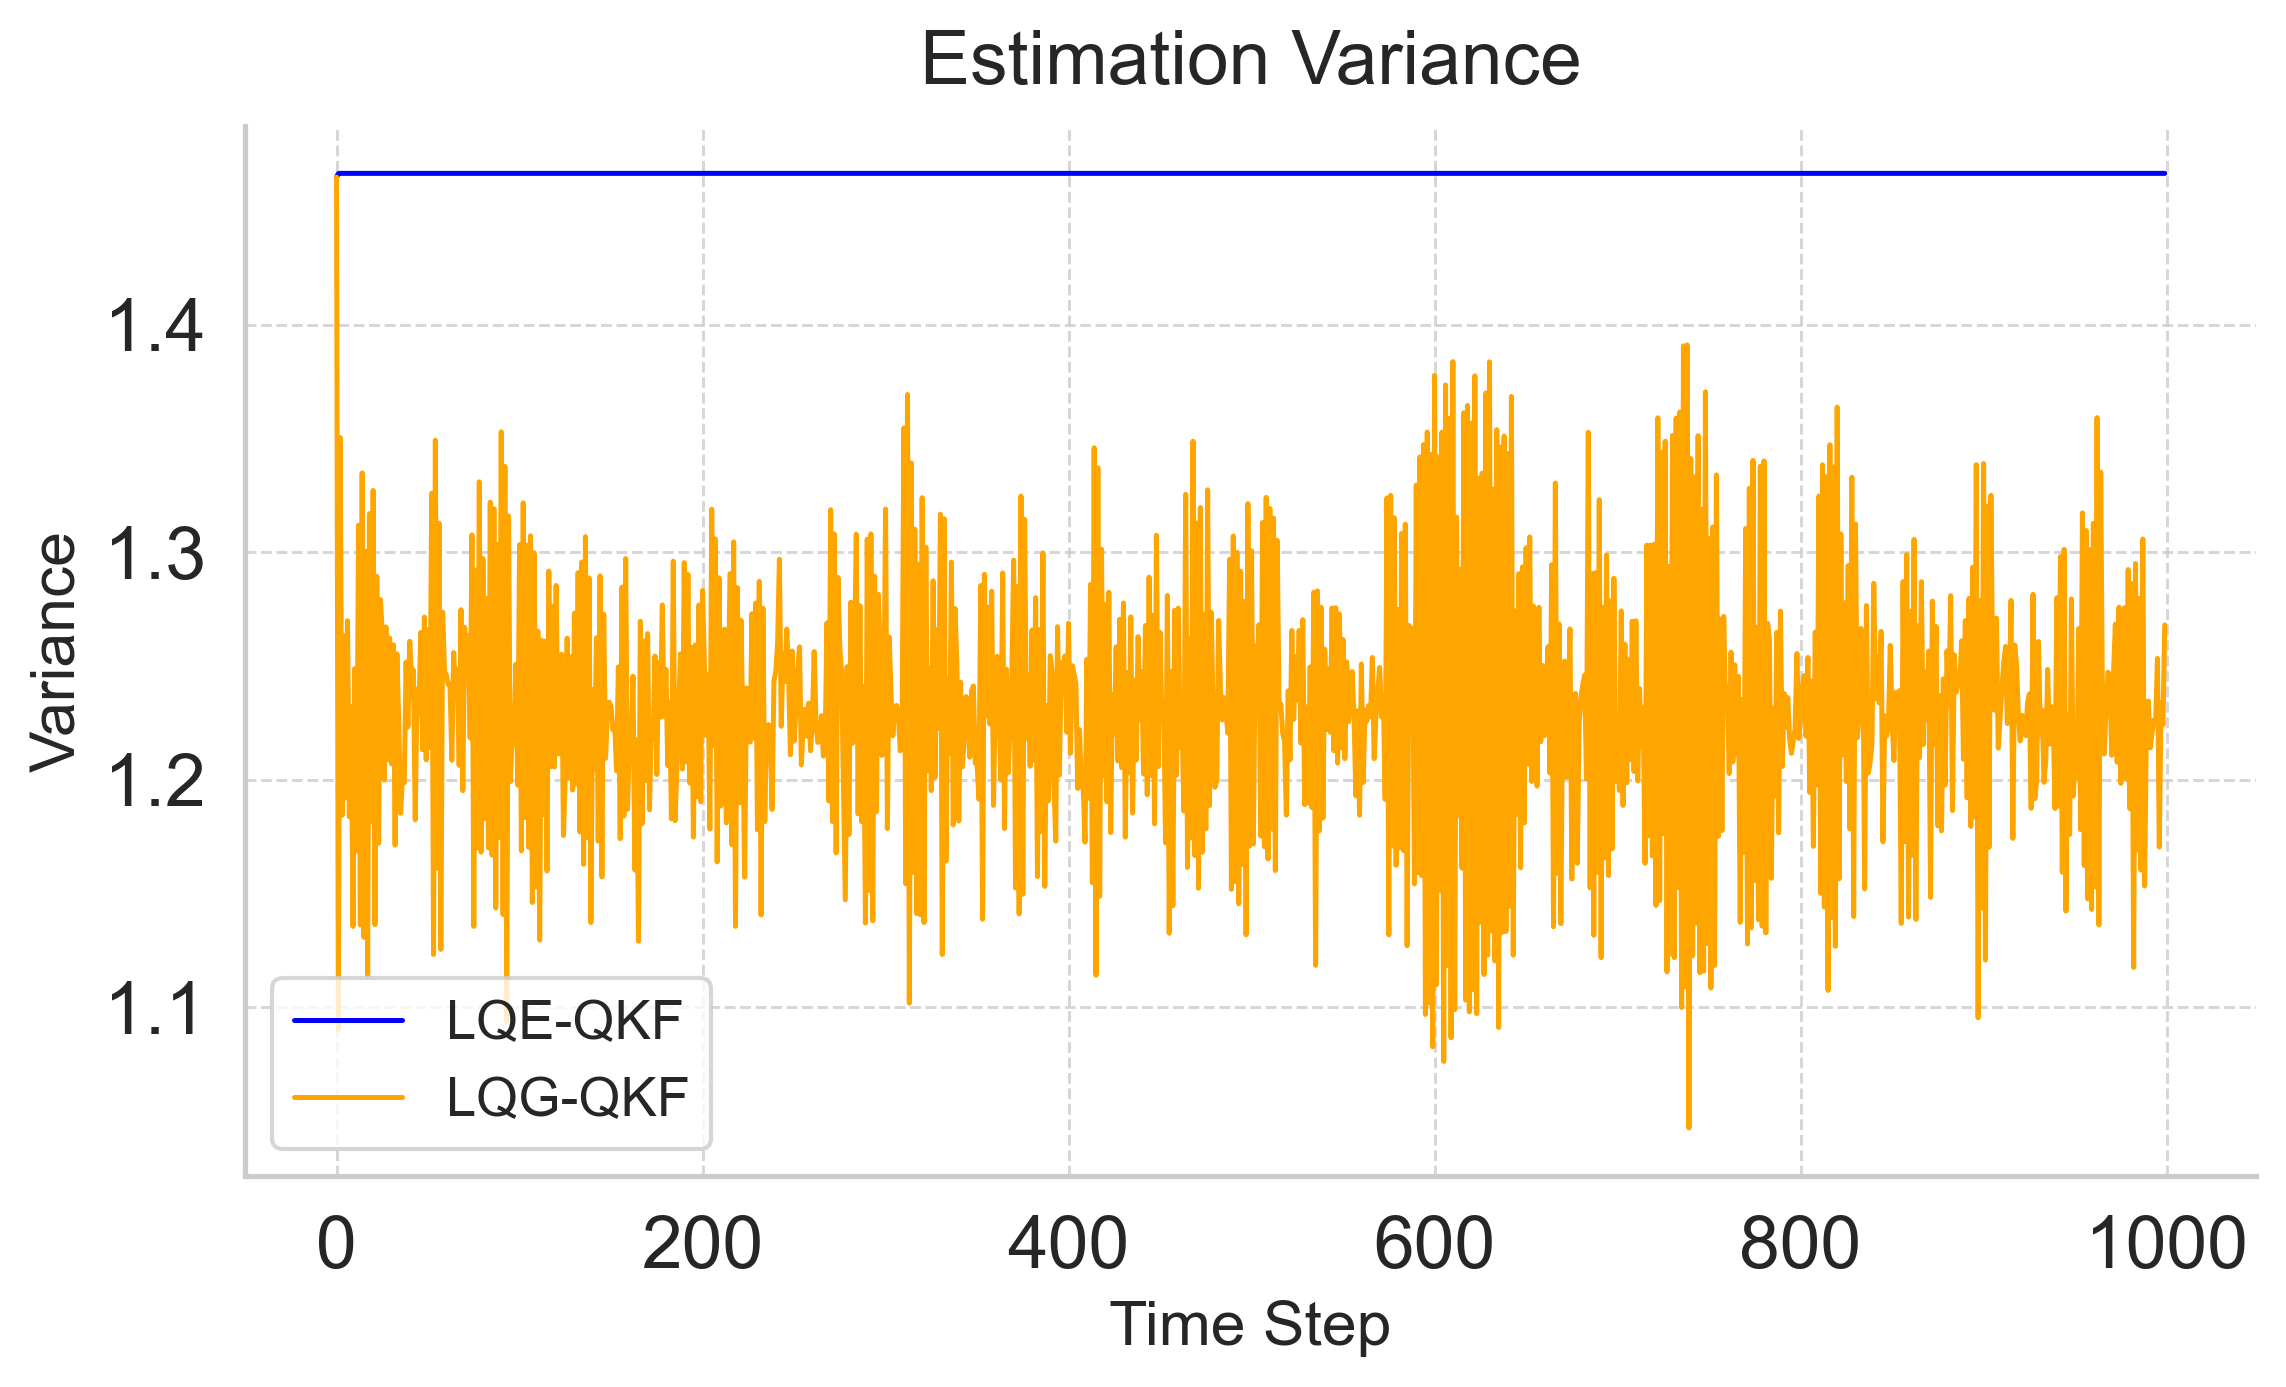 Estimation Variance
Variance
1.4
1.3
1.2
1.1
LQE-QKF
LQG-QKF
0 200 400 600 800 1000
Time Step